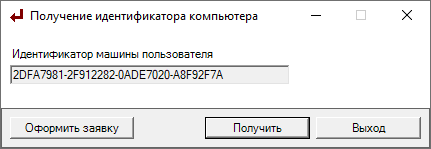 Получение идентификатора компьютера
Идентификатор машины пользователя
2DFA7981-2F912282-0ADE7020-A8F92F7A
Оформить заявку
Получить
Выход